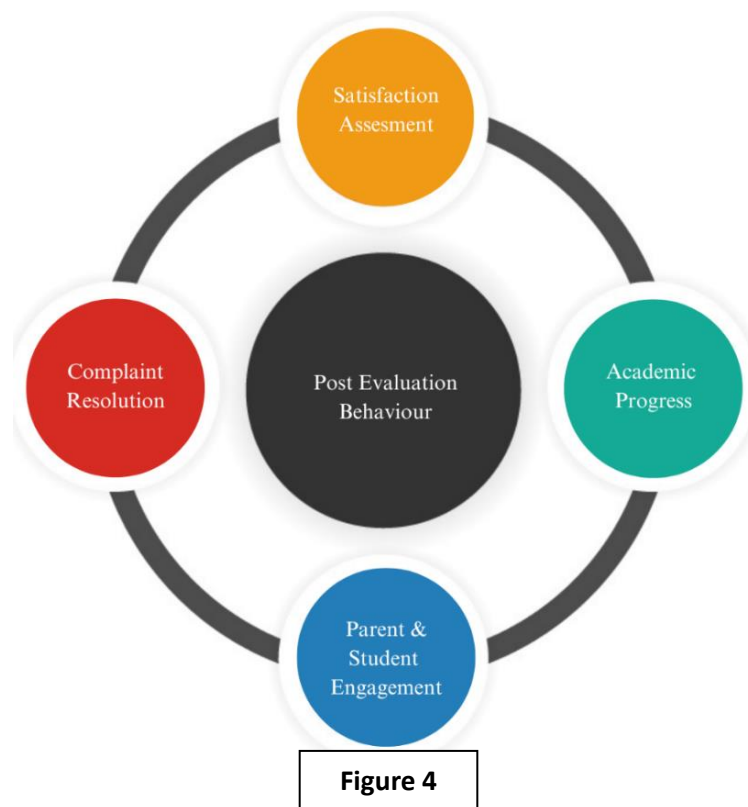 Satisfaction
Assesment
Complaint
Resolution
Post Evaluation
Behaviour
Academic
Progress
Parent &
Student
Engagement
Figure 4